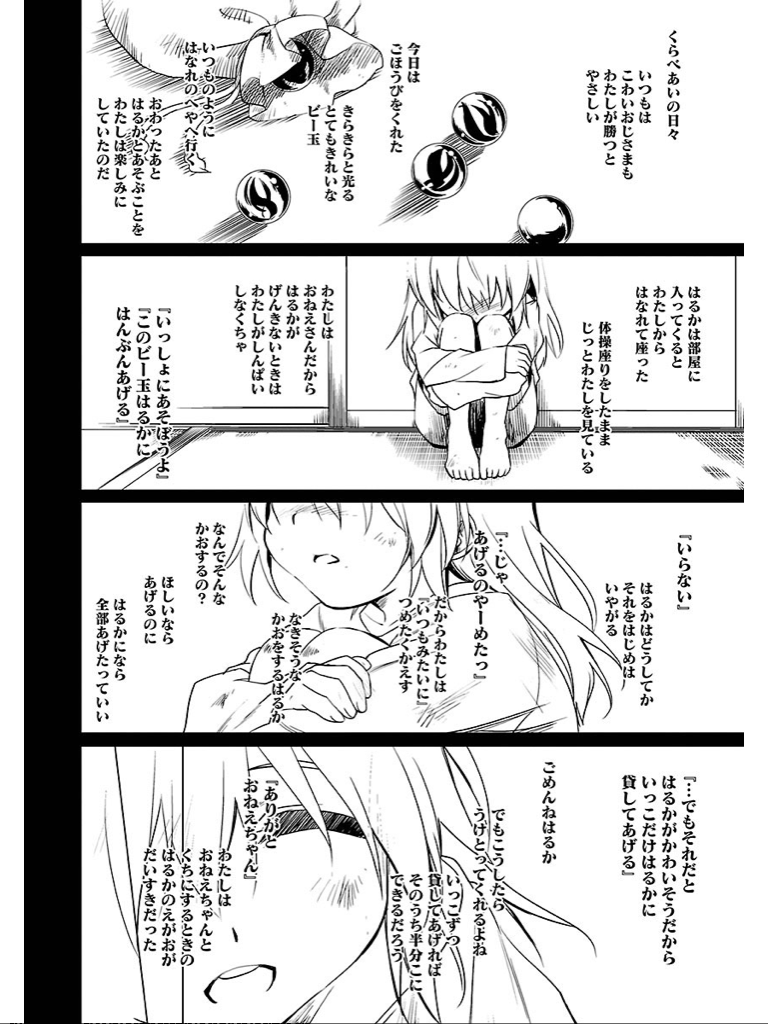 くらべあいの日々
いつもは
こわいおじさまも
わたしが勝つと
やさしい
今日は
ごほうびをくれた
きらきらと光る
とてもきれいな
ビー玉
いつものように
はなれのへやへ行く
おわったあと
はるかとあそぶことを
わたしは楽しみに
していたのだ
はるかは部屋に
入ってくると
わたしから
はなれて座った
体操座りをしたまま
じっとわたしを見ている
わたしは
おねえさんだから
はるかが
げんきないときは
わたしがしんぱい
しなくちゃ
『いっしょにあそぼうよ』
『このビー玉はるかに
はんぶんあげる』
『いらない』
はるかはどうしてか
それをはじめは
いやがる
『…じゃ
あげるのやーめたっ』
だからわたしは
『いつもみたいに』
つめたくかえす
なきそうな
かおをするはるか
なんでそんな
かおするの？
ほしいなら
あげるのに
はるかになら
全部あげたっていい
『…でもそれだと
はるかがかわいそうだから
いっこだけはるかに
貸してあげる』
ごめんねはるか
でもこうしたら
うけとってくれるよね
いっこずつ
貸してあげれば
そのうち半分こに
できるだろう
『ありがと
おねえちゃん』
わたしは
おねえちゃんと
くちにするときの
はるかのえがおが
だいすきだった